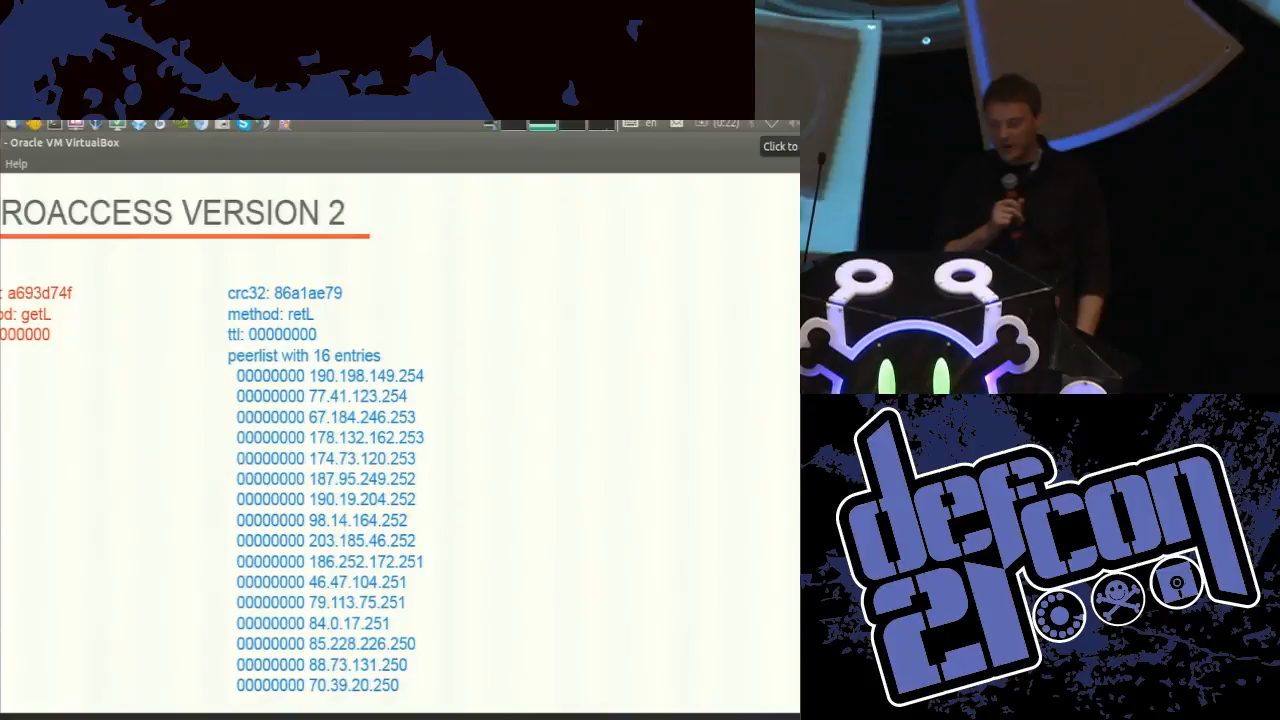 en
(0:22)
- Oracle VM VirtualBox
Click to
Help
ROACCESS VERSION 2
: a693d74f
od: getL
000000
crc32: 86a1ae79
method: retL
ttl: 00000000
peerlist with 16 entries
00000000 190.198.149.254
00000000 77.41.123.254
00000000 67.184.246.253
00000000 178.132.162.253
00000000 174.73.120.253
00000000 187.95.249.252
00000000 190.19.204.252
00000000 98.14.164.252
00000000 203.185.46.252
00000000 186.252.172.251
00000000 46.47.104.251
00000000 79.113.75.251
00000000 84.0.17.251
00000000 85.228.226.250
00000000 88.73.131.250
00000000 70.39.20.250
defcon
21